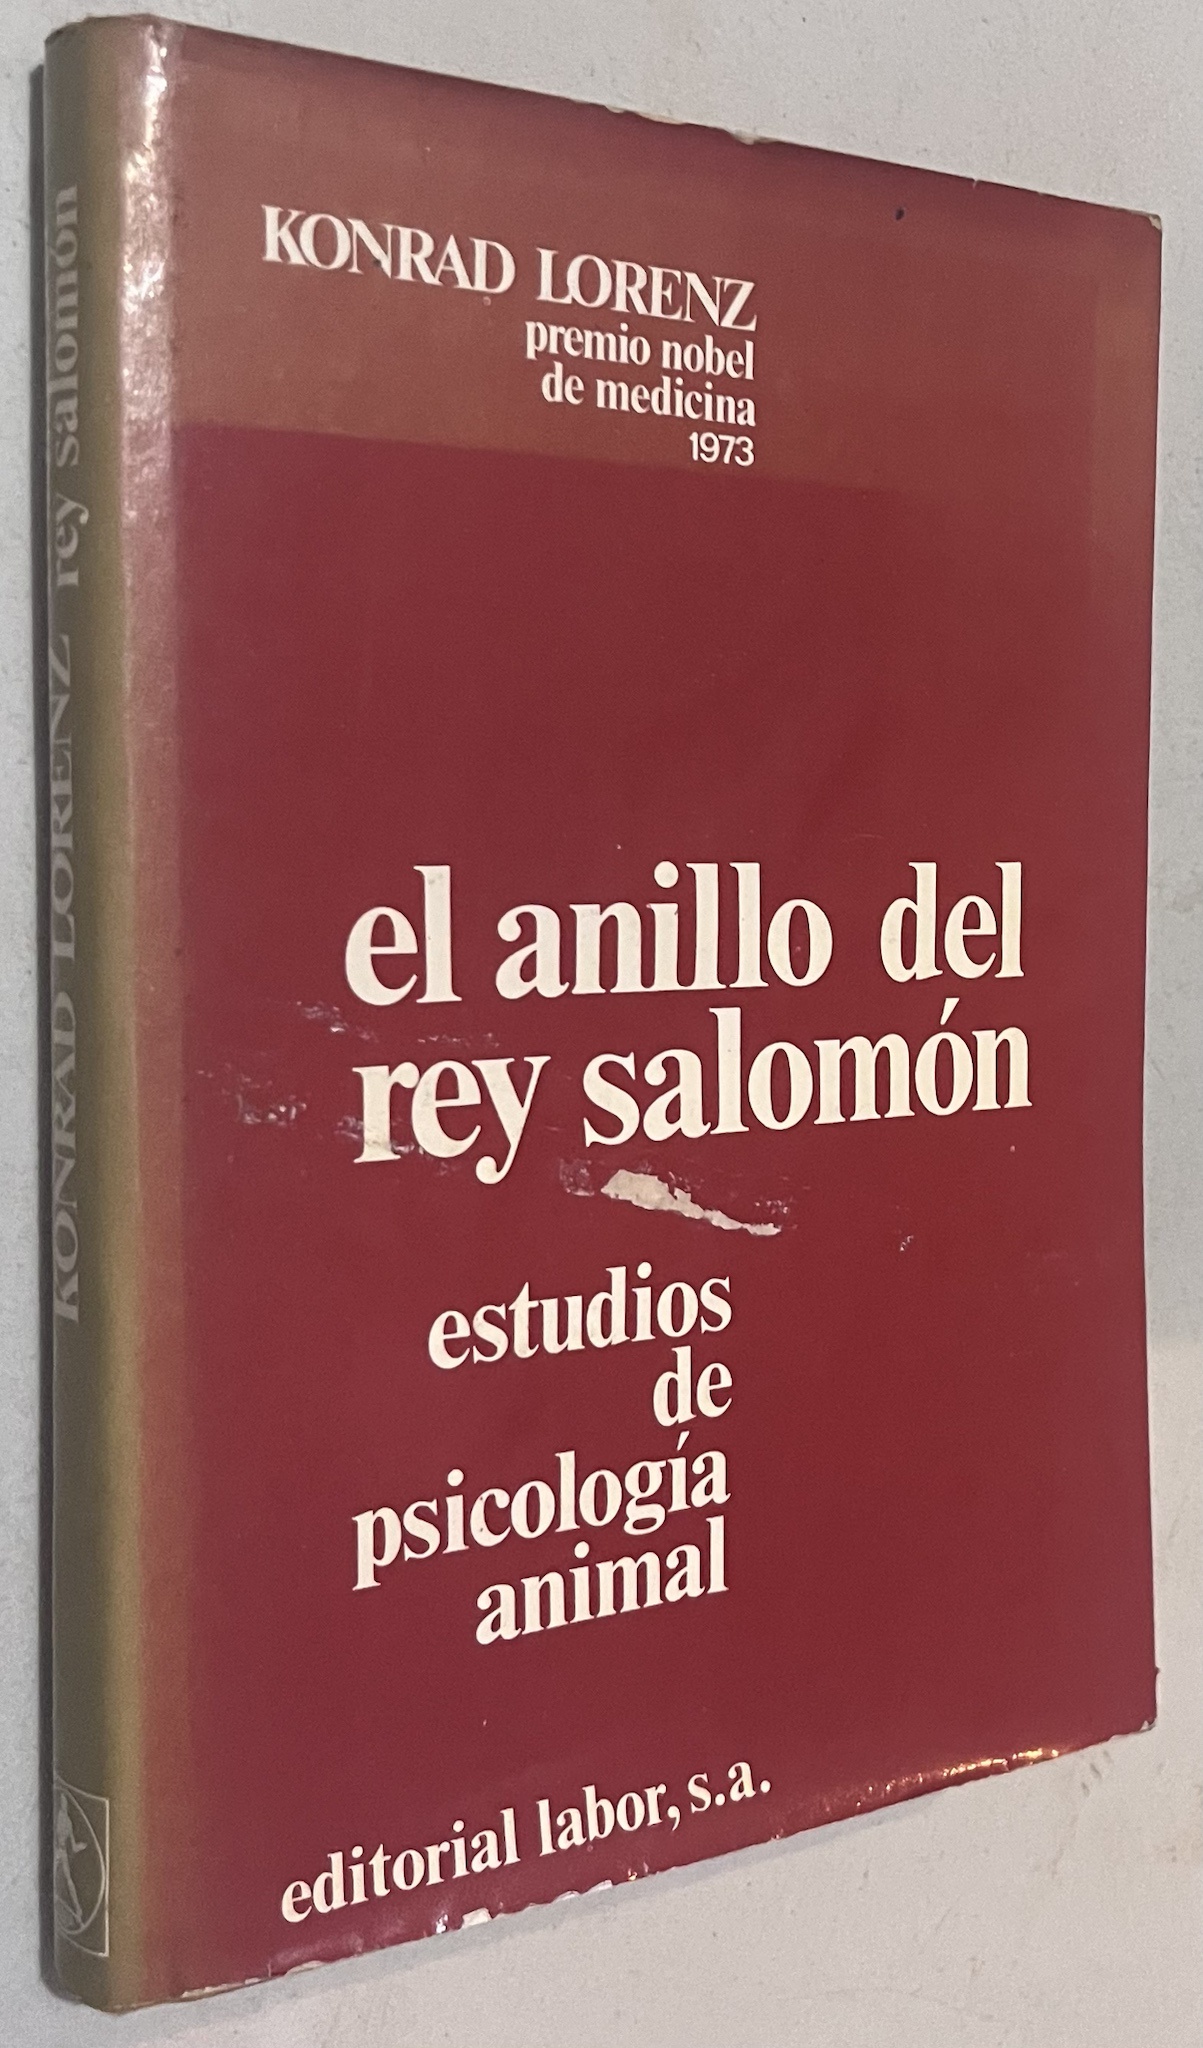 KONRAD LORENZ
premio nobel
de medicina
1973
el anillo del
rey salomón
estudios
de
psicología
animal
editorial labor, s.a.
KONRAD LORENZ rey salomón